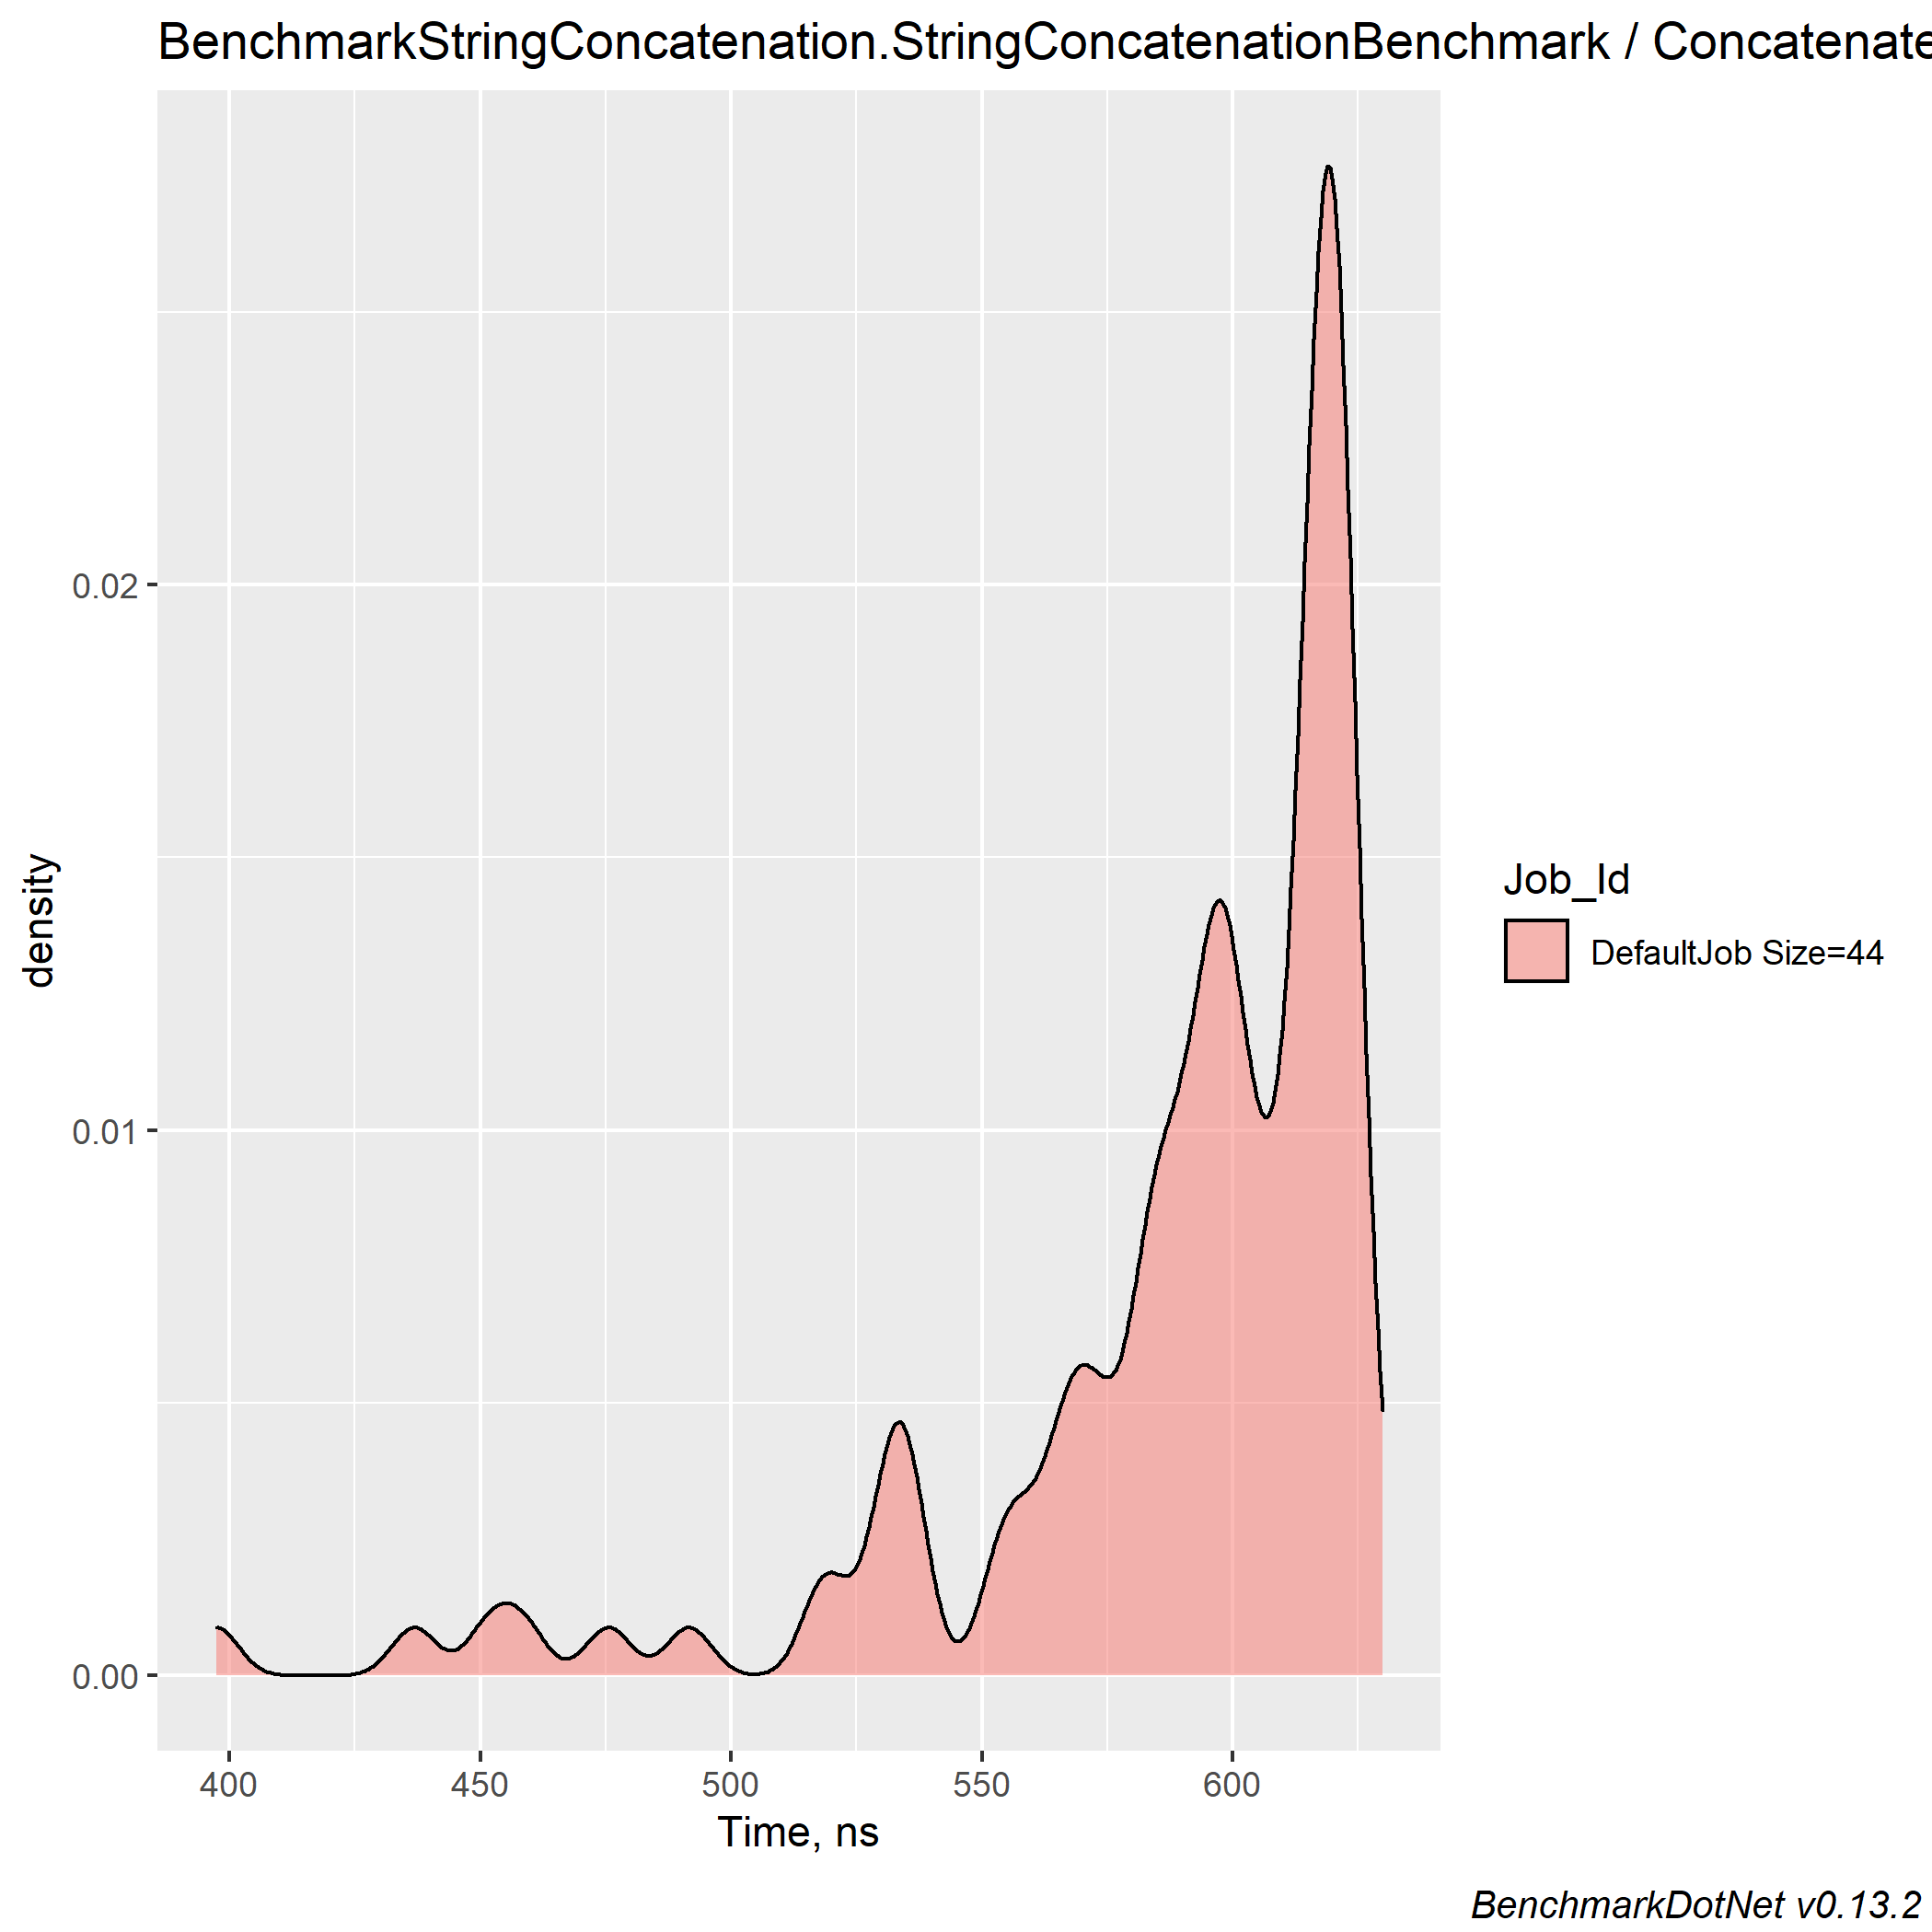 BenchmarkStringConcatenation.StringConcatenationBenchmark / Concatenate
density
0.02
0.01
0.00
400 450 500 550 600
Time, ns
Job_Id
DefaultJob Size=44
BenchmarkDotNet v0.13.2